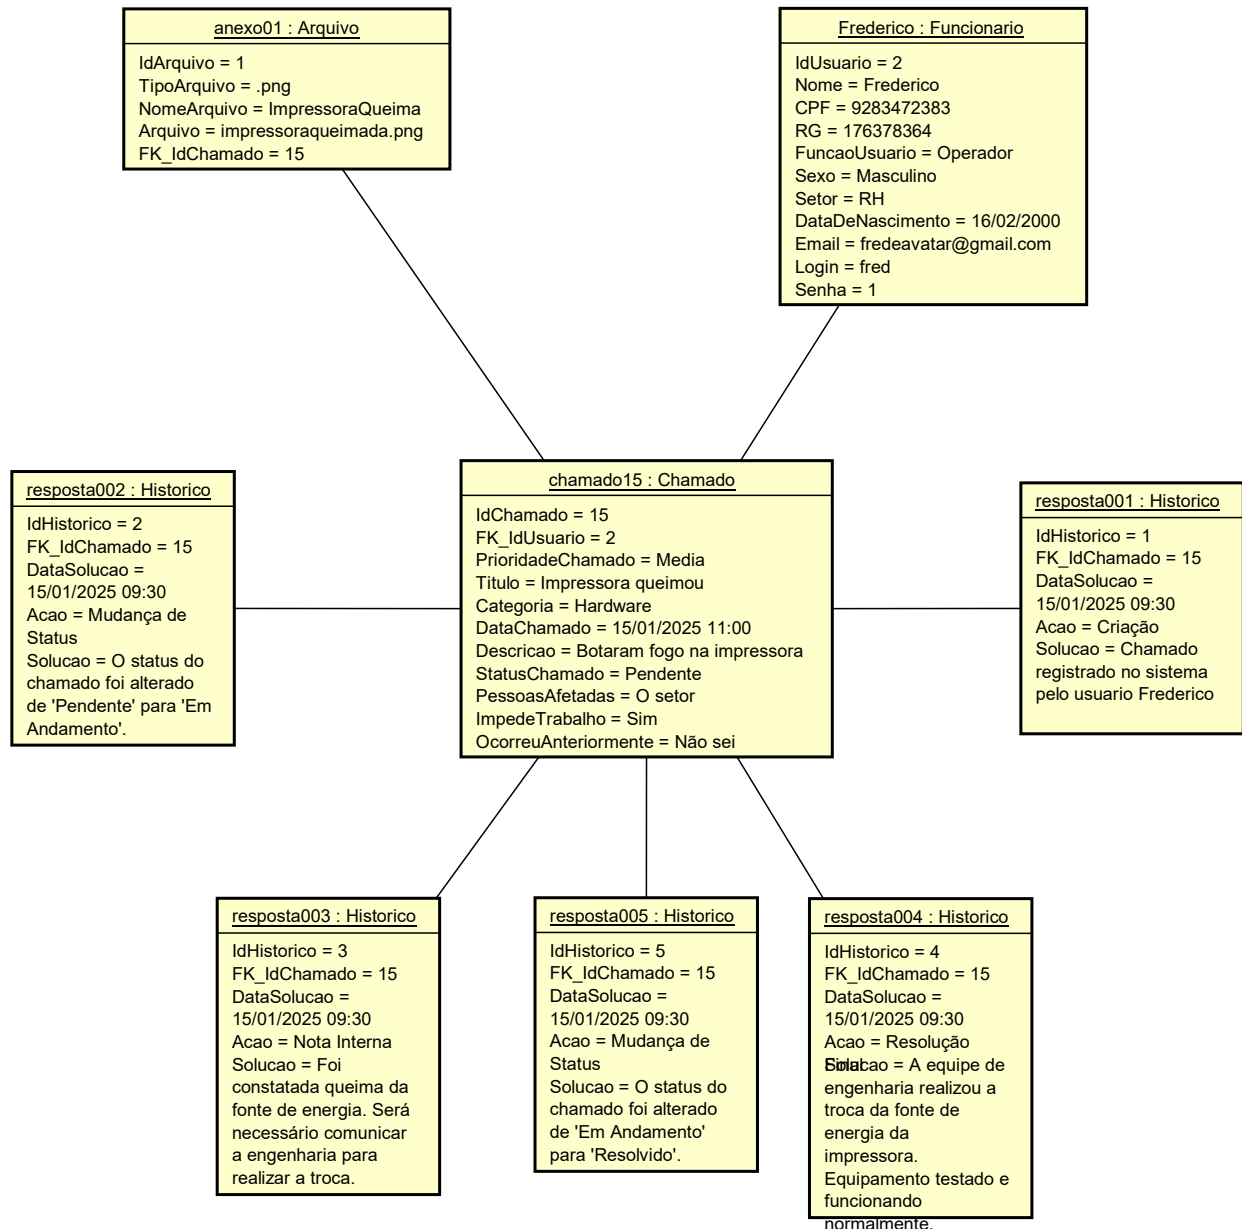 anexo01 : Arquivo
IdArquivo = 1
TipoArquivo = .png
NomeArquivo = ImpressoraQueima
Arquivo = impressoraqueimada.png
FK_IdChamado = 15
Frederico : Funcionario
IdUsuario = 2
Nome = Frederico
CPF = 9283472383
RG = 176378364
FuncaoUsuario = Operador
Sexo = Masculino
Setor = RH
DataDeNascimento = 16/02/2000
Email = fredeavatar@gmail.com
Login = fred
Senha = 1
resposta002 : Historico
IdHistorico = 2
FK_IdChamado = 15
DataSolucao =
15/01/2025 09:30
Acao = Mudança de
Status
Solucao = O status do
chamado foi alterado
de 'Pendente' para 'Em
Andamento'.
chamado15 : Chamado
IdChamado = 15
FK_IdUsuario = 2
PrioridadeChamado = Media
Titulo = Impressora queimou
Categoria = Hardware
DataChamado = 15/01/2025 11:00
Descricao = Botaram fogo na impressora
StatusChamado = Pendente
PessoasAfetadas = O setor
ImpedeTrabalho = Sim
OcorreuAnteriormente = Não sei
resposta001 : Historico
IdHistorico = 1
FK_IdChamado = 15
DataSolucao =
15/01/2025 09:30
Acao = Criação
Solucao = Chamado
registrado no sistema
pelo usuario Frederico
resposta003 : Historico
IdHistorico = 3
FK_IdChamado = 15
DataSolucao =
15/01/2025 09:30
Acao = Nota Interna
Solucao = Foi
constatada queima da
fonte de energia. Será
necessário comunicar
a engenharia para
realizar a troca.
resposta005 : Historico
IdHistorico = 5
FK_IdChamado = 15
DataSolucao =
15/01/2025 09:30
Acao = Mudança de
Status
Solucao = O status do
chamado foi alterado
de 'Em Andamento'
para 'Resolvido'.
resposta004 : Historico
IdHistorico = 4
FK_IdChamado = 15
DataSolucao =
15/01/2025 09:30
Acao = Resolução
Final
Solucao = A equipe de
engenharia realizou a
troca da fonte de
energia da
impressora.
Equipamento testado e
funcionando
normalmente.